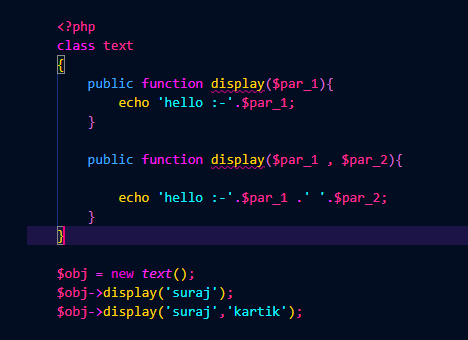 <?php
class text
{
    public function display($par_1){
        echo 'hello :-'.$par_1;
    }
    public function display($par_1 , $par_2){
        echo 'hello :-'.$par_1 .' '.$par_2;
    }
}
$obj = new text();
$obj->display('suraj');
$obj->display('suraj','kartik');